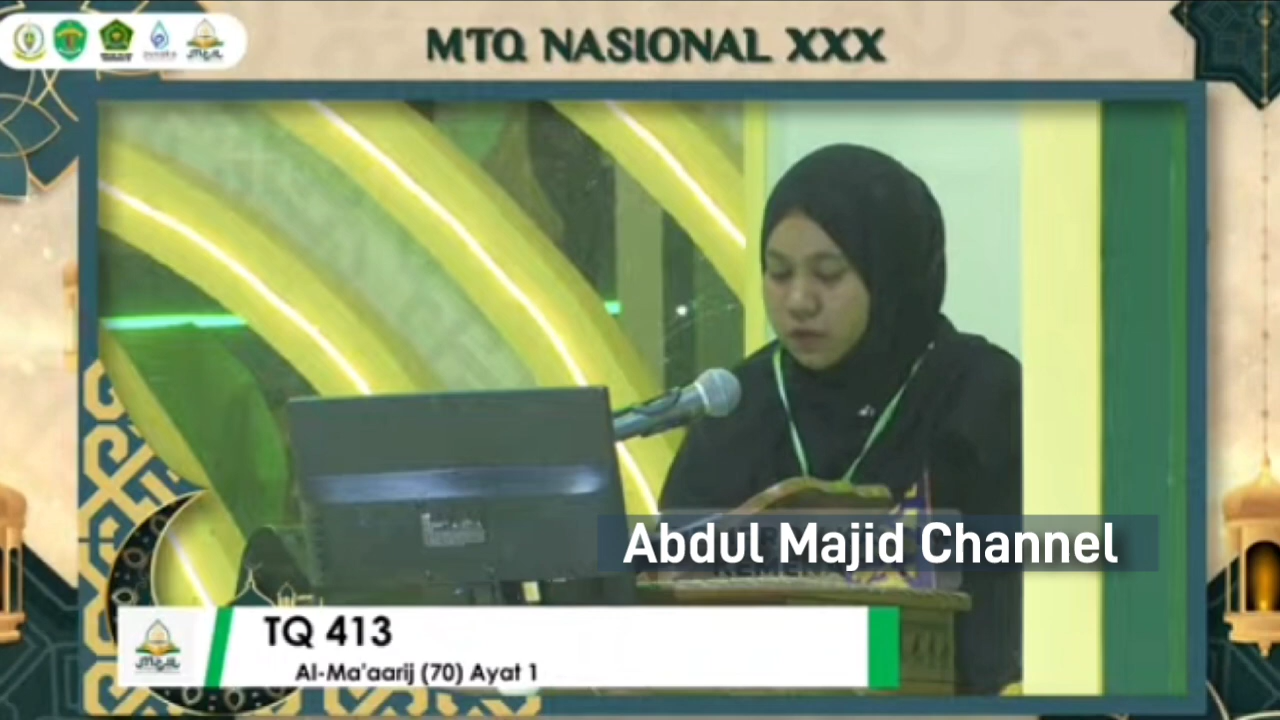 MTQ NASIONAL XXX
Abdul Majid Channel
TQ 413
Al-Ma'aarij (70) Ayat 1